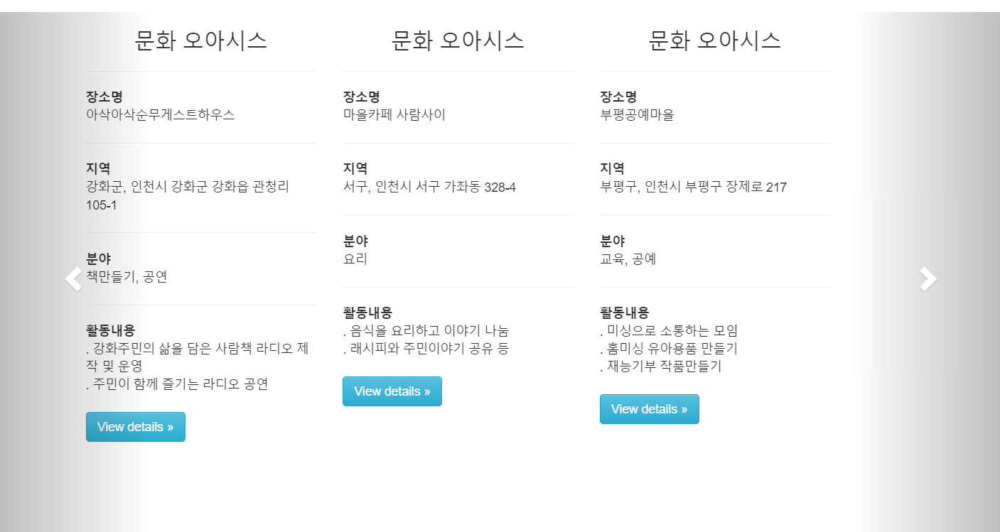 문화 오아시스
장소명
아삭아삭순무게스트하우스
지역
강화군, 인천시 강화군 강화읍 관청리
105-1
분야
책만들기, 공연
활동내용
. 강화주민의 삶을 담은 사람책 라디오 제
작 및 운영
. 주민이 함께 즐기는 라디오 공연
View details »
문화 오아시스
장소명
마을카페 사람사이
지역
서구, 인천시 서구 가좌동 328-4
분야
요리
활동내용
. 음식을 요리하고 이야기 나눔
. 래시피와 주민이야기 공유 등
View details »
문화 오아시스
장소명
부평공예마을
지역
부평구, 인천시 부평구 장제로 217
분야
교육, 공예
활동내용
. 미싱으로 소통하는 모임
. 홈미싱 유아용품 만들기
. 재능기부 작품만들기
View details »